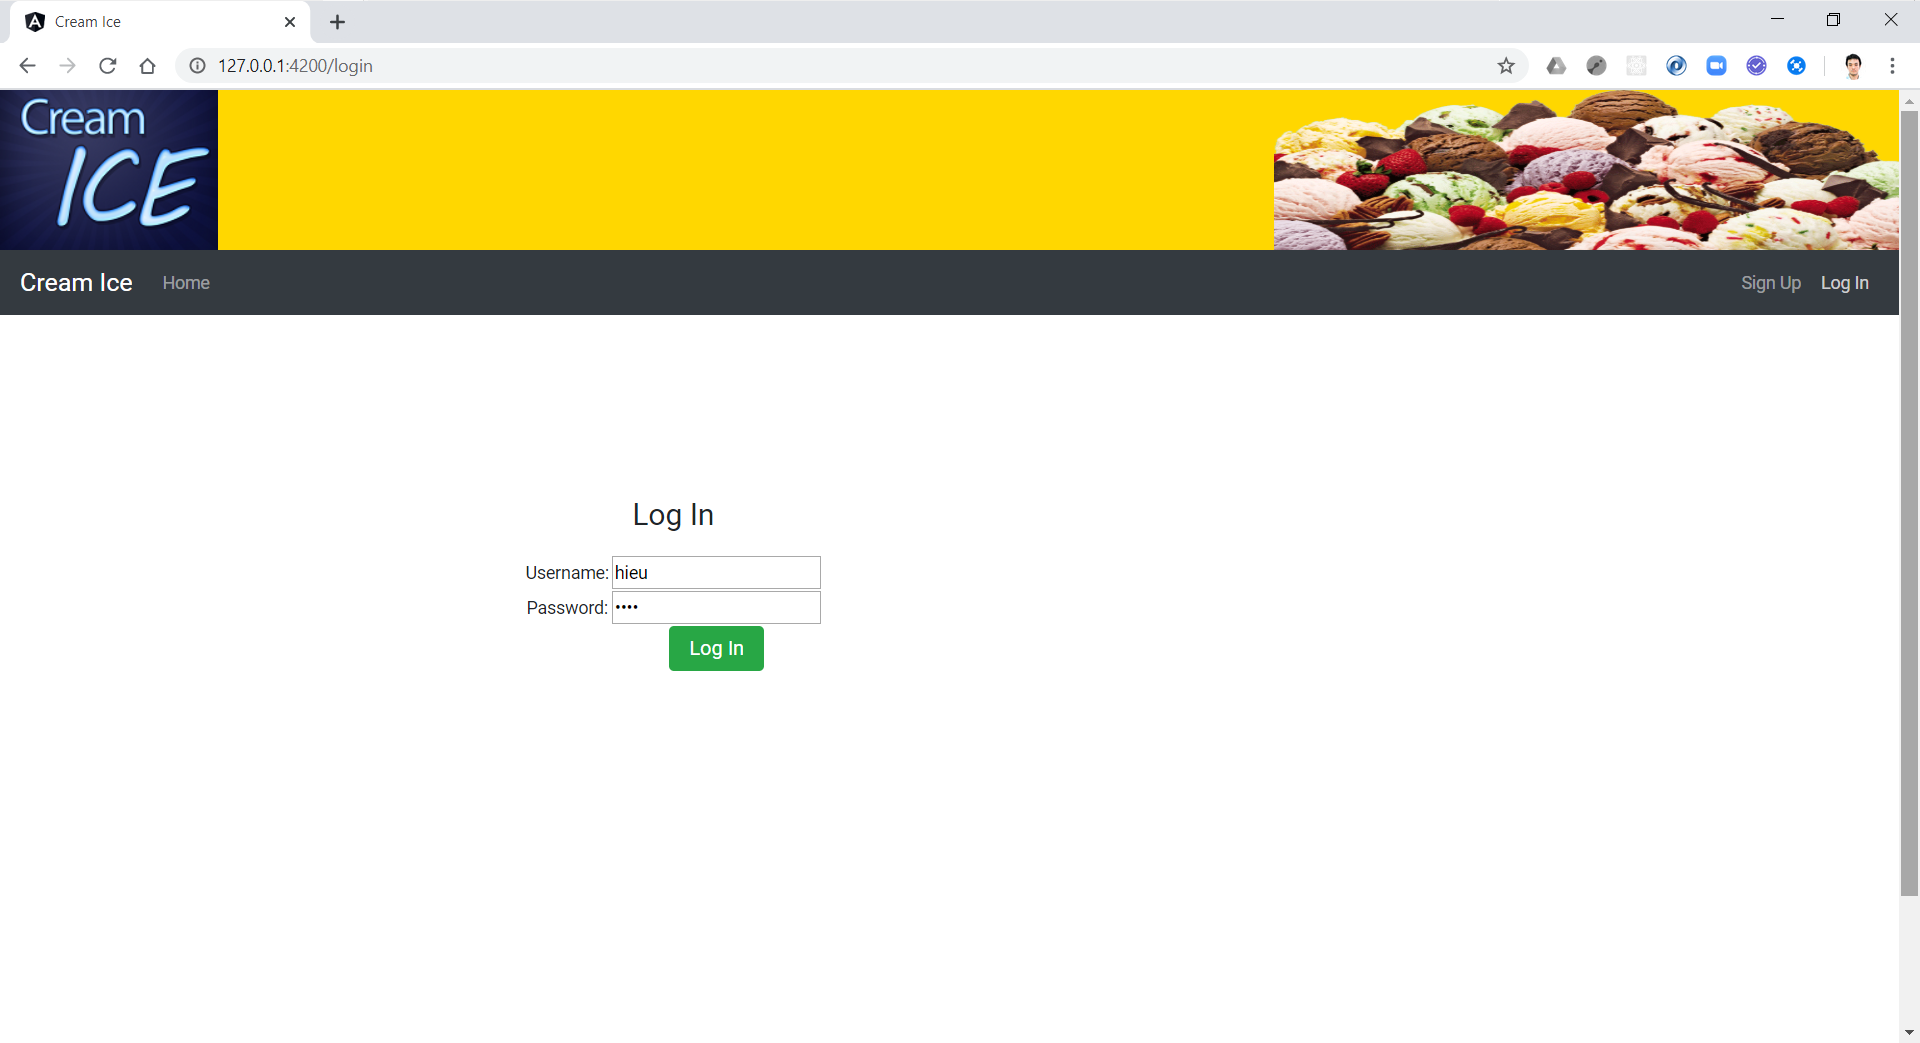 Cream Ice
127.0.0.1:4200/login
Cream
ICE
Cream Ice Home Sign Up Log In
Log In
Username: hieu
Password: ••••
Log In